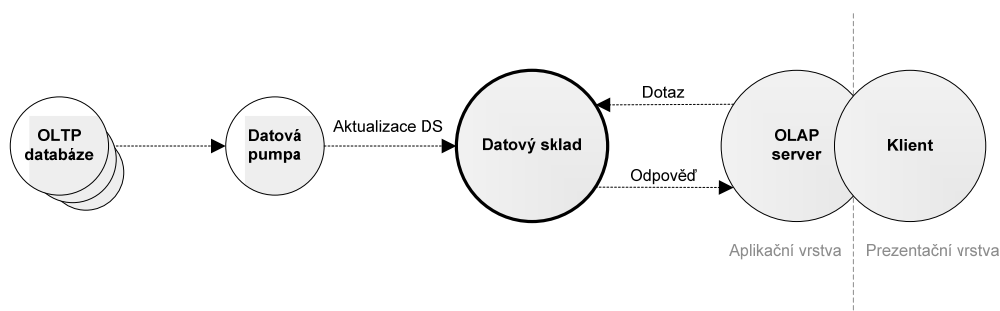 OLTP
databáze
Datová
pumpa
Aktualizace DS
Datový sklad
Dotaz
Odpověď
OLAP
server
Klient
Aplikační vrstva
Prezentační vrstva